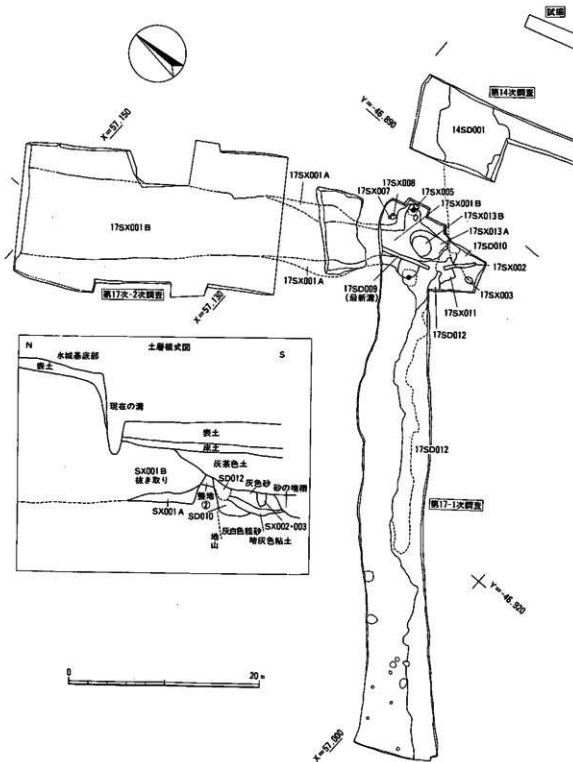 試掘
第14次調査
14SD001
X=57,150
Y=-46,890
17SX001A
17SX007
17SX008
17SX005
17SX001B
17SX013B
17SX013A
17SD010
17SX002
17SX003
17SX001B
17SX001A
17SD009
(最新溝)
17SX011
17SD012
第17次-2次調査
X=57,130
土層模式図
N
S
水城基底部
表土
現在の溝
表土
床土
灰茶色土
SX001B
抜き取り
SD012
灰色砂
砂の堆積
整地
②
SX001A
SD010
地山
灰白色粗砂
SX002・003
暗灰色粘土
17SD012
第17-1次調査
Y=-46,920
0
20m
X=57,000